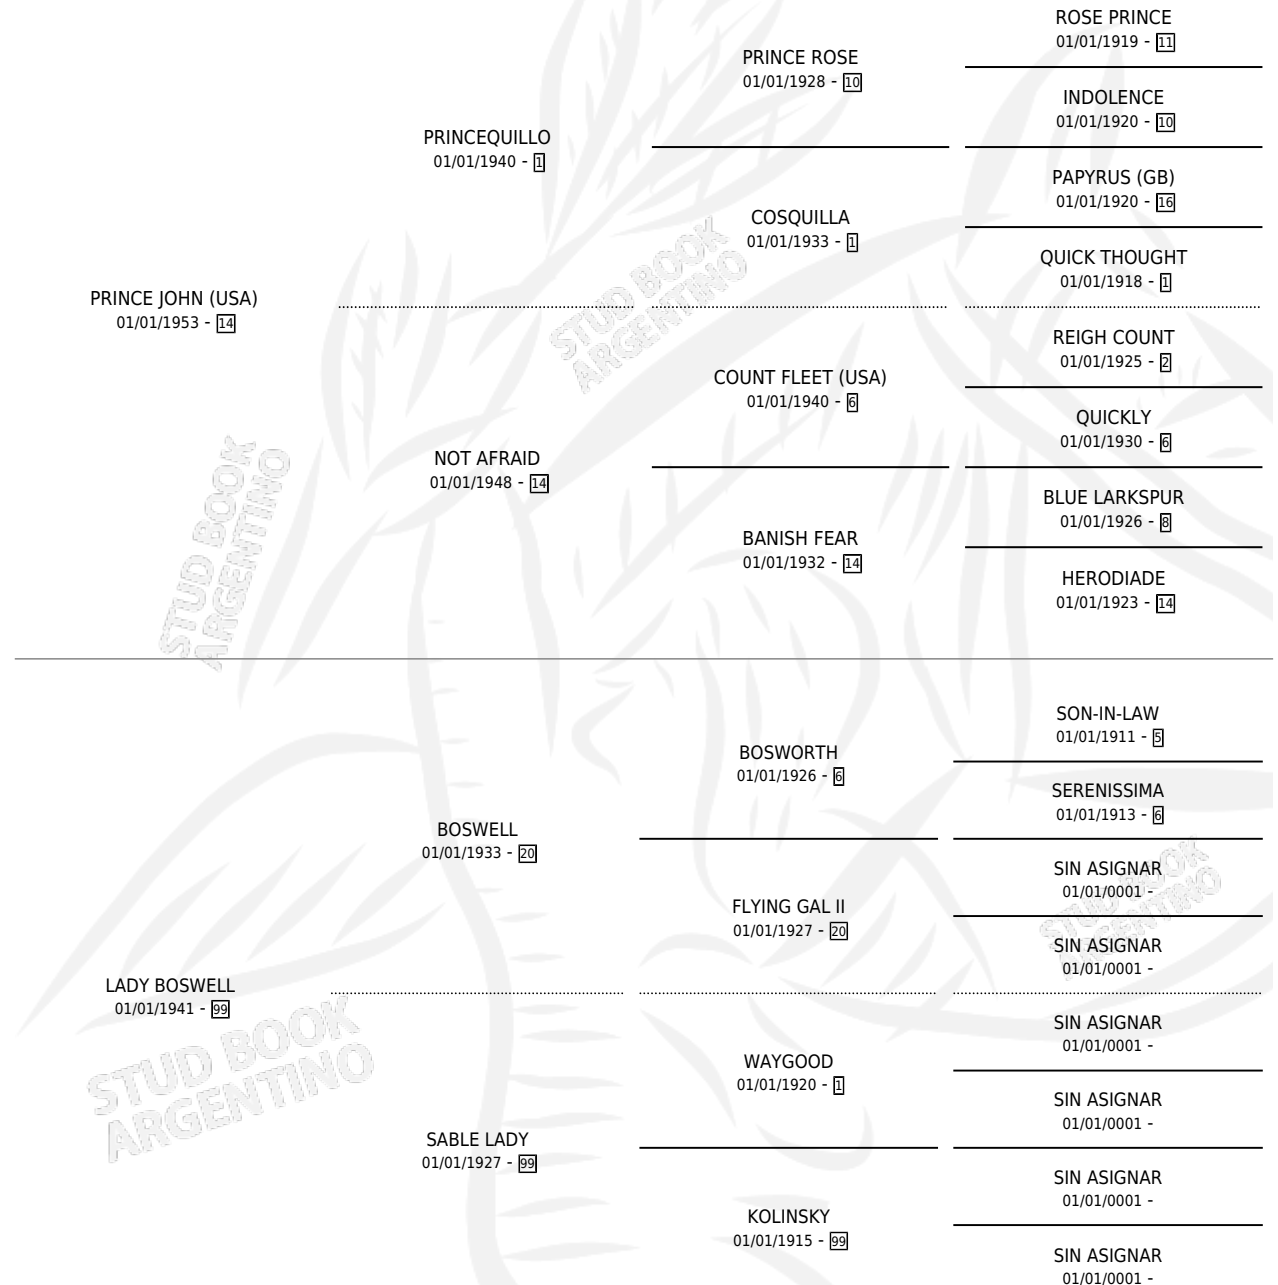 ROSE PRINCE
01/01/1919 - 11
PRINCE ROSE
01/01/1928 - 10
INDOLENCE
01/01/1920 - 10
PRINCEQUILLO
01/01/1940 - 1
PAPYRUS (GB)
01/01/1920 - 16
COSQUILLA
01/01/1933 - 1
QUICK THOUGHT
01/01/1918 - 1
PRINCE JOHN (USA)
01/01/1953 - 14
STUD BOOK
ARGENTINO
REIGH COUNT
01/01/1925 - 2
COUNT FLEET (USA)
01/01/1940 - 6
QUICKLY
01/01/1930 - 6
NOT AFRAID
01/01/1948 - 14
BLUE LARKSPUR
01/01/1926 - 8
BANISH FEAR
01/01/1932 - 14
HERODIADE
01/01/1923 - 14
STUD BOOK
ARGENTINO
SON-IN-LAW
01/01/1911 - 5
BOSWORTH
01/01/1926 - 6
SERENISSIMA
01/01/1913 - 6
BOSWELL
01/01/1933 - 20
SIN ASIGNAR
01/01/0001 -
FLYING GAL II
01/01/1927 - 20
STUD BOOK
ARGENTINO
SIN ASIGNAR
01/01/0001 -
LADY BOSWELL
01/01/1941 - 99
STUD BOOK
ARGENTINO
SIN ASIGNAR
01/01/0001 -
WAYGOOD
01/01/1920 - 1
SIN ASIGNAR
01/01/0001 -
SABLE LADY
01/01/1927 - 99
SIN ASIGNAR
01/01/0001 -
KOLINSKY
01/01/1915 - 99
SIN ASIGNAR
01/01/0001 -